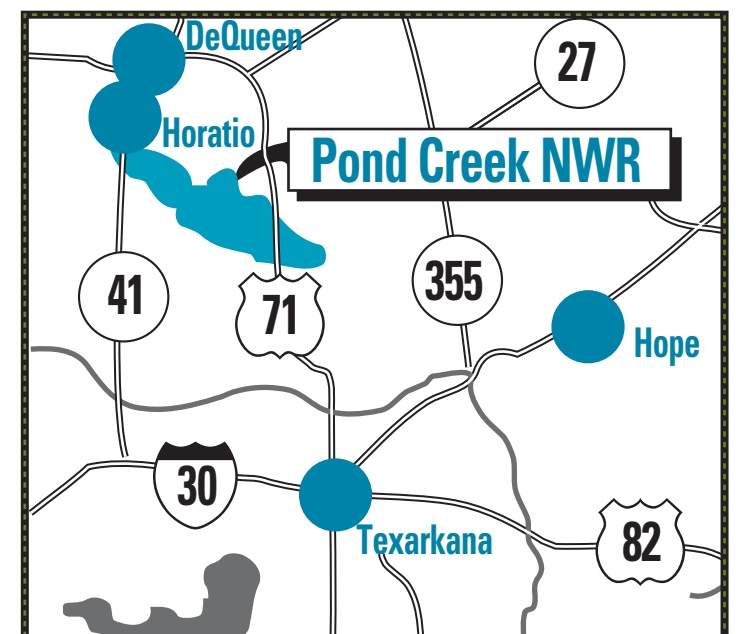 DeQueen
27
Horatio
Pond Creek NWR
41
71
355
Hope
30
Texarkana
82